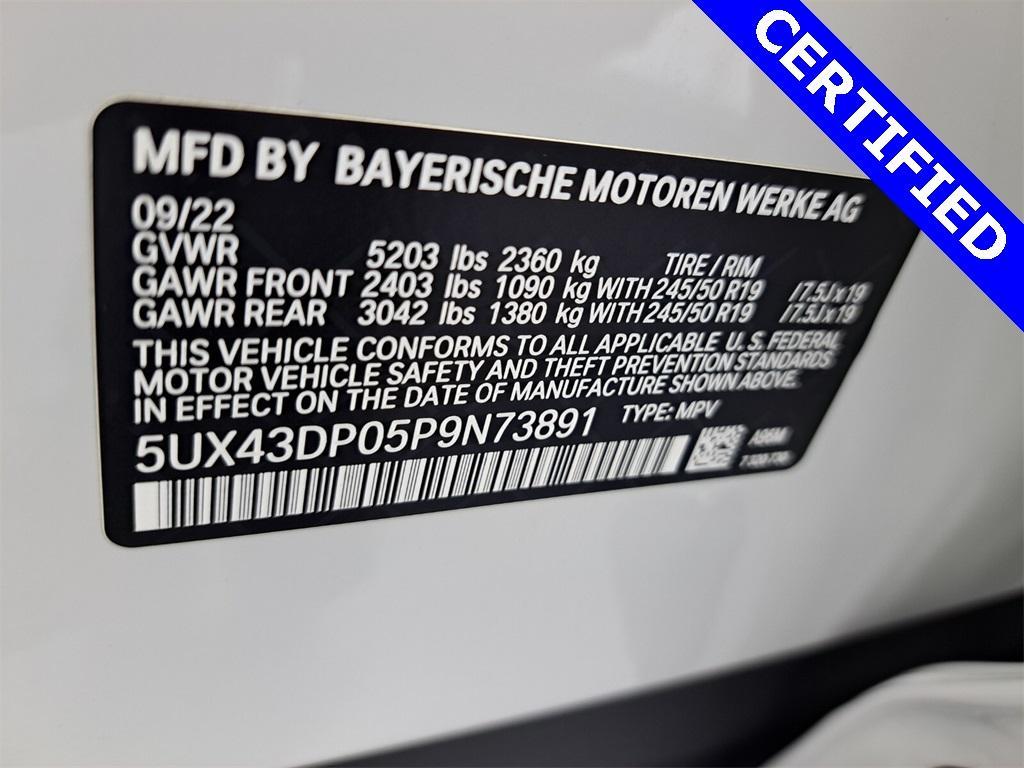 CERTIFIED
MFD BY BAYERISCHE MOTOREN WERKE AG
09/22
GVWR 5203 lbs 2360 kg TIRE / RIM
GAWR FRONT 2403 lbs 1090 kg WITH 245/50 R19 /7.5Jx19
GAWR REAR 3042 lbs 1380 kg WITH 245/50 R19 /7.5Jx19
THIS VEHICLE CONFORMS TO ALL APPLICABLE U. S. FEDERAL
MOTOR VEHICLE SAFETY AND THEFT PREVENTION STANDARDS
IN EFFECT ON THE DATE OF MANUFACTURE SHOWN ABOVE.
5UX43DP05P9N73891 TYPE: MPV